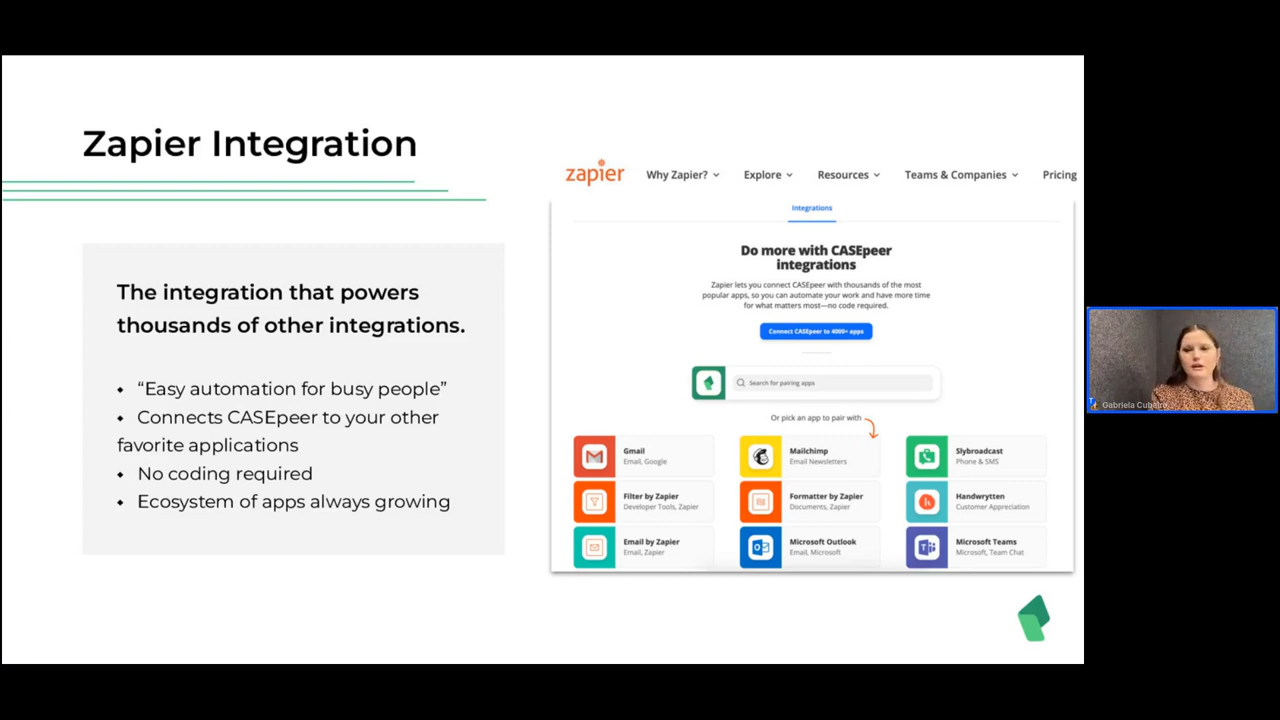 Zapier Integration
The integration that powers
thousands of other integrations.
“Easy automation for busy people”
Connects CASEpeer to your other
favorite applications
No coding required
Ecosystem of apps always growing
zapier Why Zapier? Explore Resources Teams & Companies Pricing
Integrations
Do more with CASEpeer
integrations
Zapier lets you connect CASEpeer with thousands of the most
popular apps, so you can automate your work and have more time
for what matters most—no code required.
Connect CASEpeer to 4000+ apps
Search for pairing apps
Or pick an app to pair with
Gmail
Email, Google
Mailchimp
Email Newsletters
Slybroadcast
Phone & SMS
Filter by Zapier
Developer Tools, Zapier
Formatter by Zapier
Documents, Zapier
Handwrytten
Customer Appreciation
Email by Zapier
Email, Zapier
Microsoft Outlook
Email, Microsoft
Microsoft Teams
Microsoft, Team Chat
Gabriela